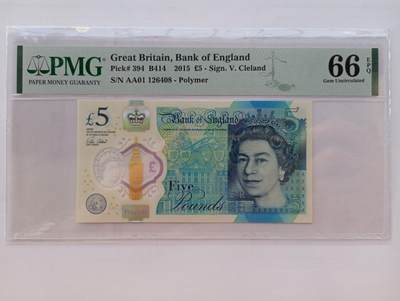 PMG
PAPER MONEY GUARANTY
Great Britain, Bank of England
Pick# 394 B414 2015 £5 - Sign. V. Cleland
S/N AA01 126408 - Polymer
66 EPQ
Gem Uncirculated
£5
Bank of England
Five
Pounds